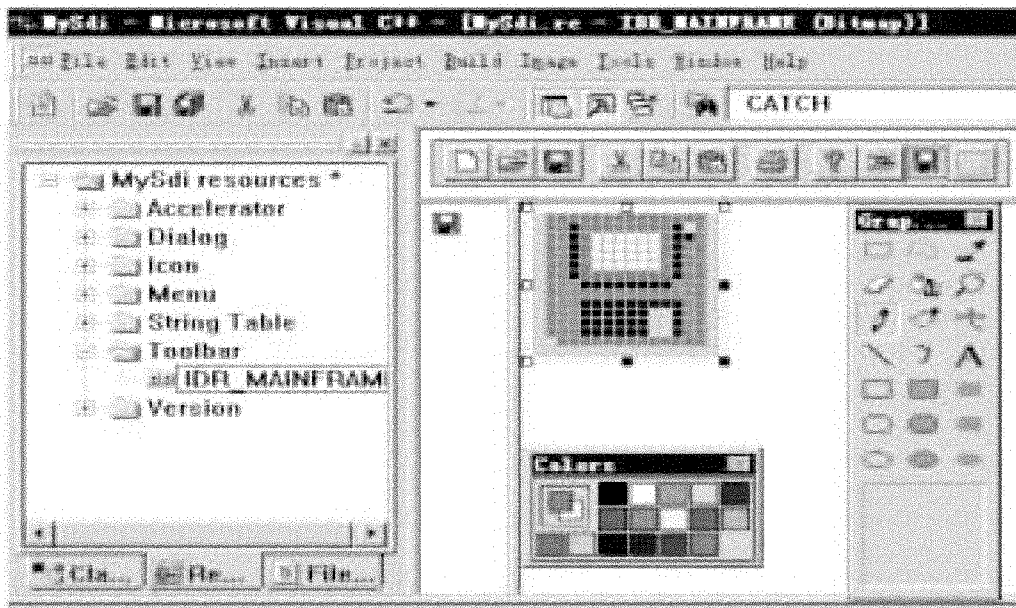 MySdi - Microsoft Visual C++ - [MySdi.rc - IDR_MAINFRAME (Bitmap)]
File Edit View Insert Project Build Image Tools Window Help
CATCH
MySdi resources *
Accelerator
Dialog
Icon
Menu
String Table
Toolbar
IDR_MAINFRAM
Version
Grap...
Colors
Cla... Re... File...